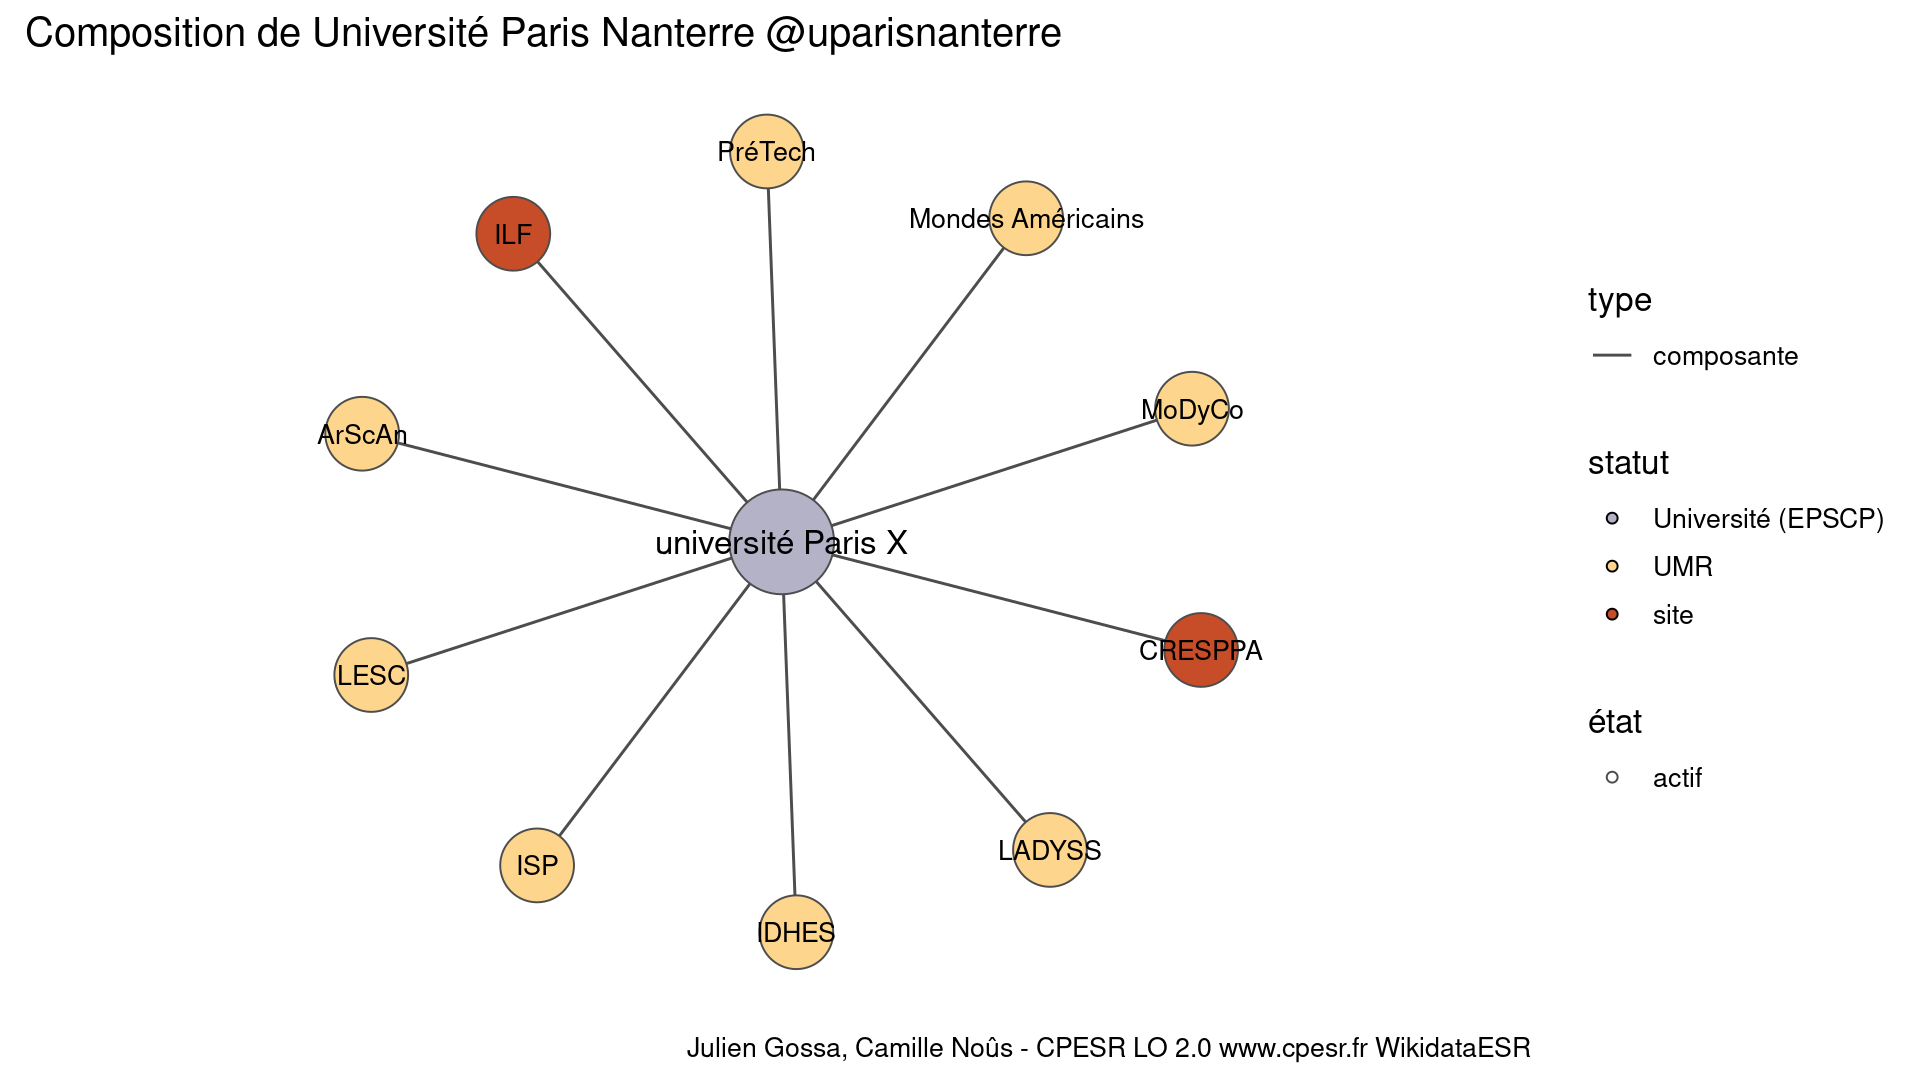 Composition de Université Paris Nanterre @uparisnanterre
PréTech
Mondes Américains
ILF
MoDyCo
ArScAn
université Paris X
CRESPPA
LESC
LADYSS
ISP
IDHES
type
composante
statut
Université (EPSCP)
UMR
site
état
actif
Julien Gossa, Camille Noûs - CPESR LO 2.0 www.cpesr.fr WikidataESR